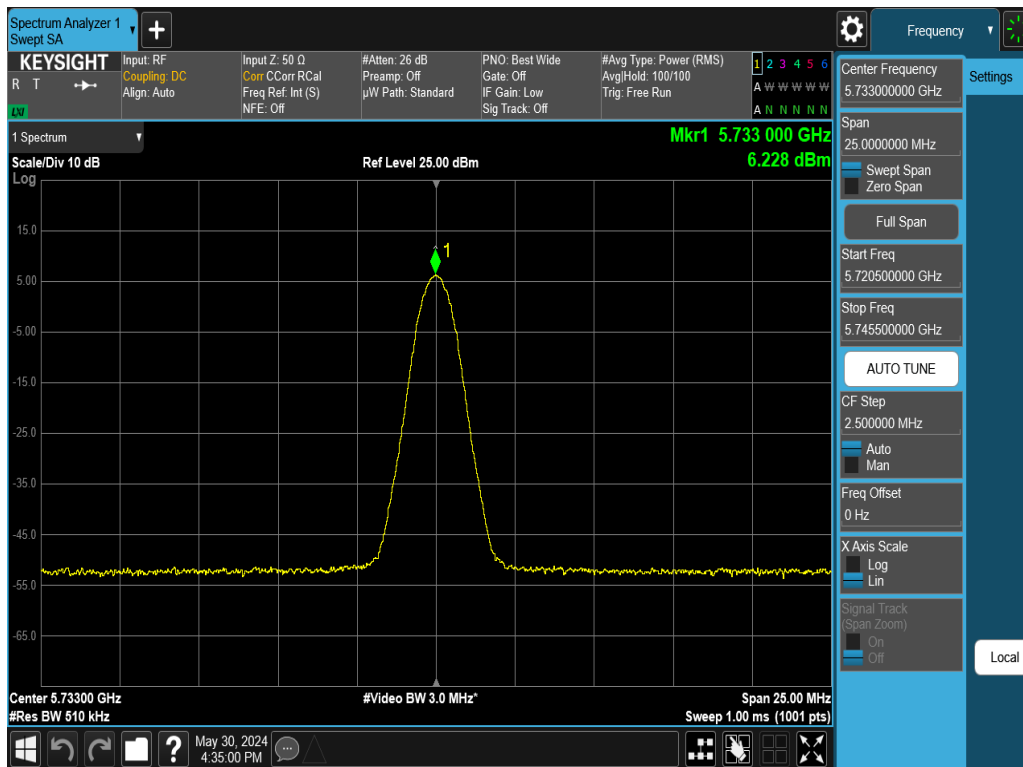 Spectrum Analyzer 1
Swept SA
Frequency
KEYSIGHT
R T
LXI
Input: RF
Coupling: DC
Align: Auto
Input Z: 50 Ω
Corr CCorr RCal
Freq Ref: Int (S)
NFE: Off
#Atten: 26 dB
Preamp: Off
µW Path: Standard
PNO: Best Wide
Gate: Off
IF Gain: Low
Sig Track: Off
#Avg Type: Power (RMS)
Avg|Hold: 100/100
Trig: Free Run
1 2 3 4 5 6
A W W W W W
A N N N N N
1 Spectrum
Scale/Div 10 dB
Log
Ref Level 25.00 dBm
Mkr1 5.733 000 GHz
6.228 dBm
1
15.0
5.00
-5.00
-15.0
-25.0
-35.0
-45.0
-55.0
-65.0
Center 5.73300 GHz
#Res BW 510 kHz
#Video BW 3.0 MHz*
Span 25.00 MHz
Sweep 1.00 ms (1001 pts)
Center Frequency
5.733000000 GHz
Settings
Span
25.0000000 MHz
Swept Span
Zero Span
Full Span
Start Freq
5.720500000 GHz
Stop Freq
5.745500000 GHz
AUTO TUNE
CF Step
2.500000 MHz
Auto
Man
Freq Offset
0 Hz
X Axis Scale
Log
Lin
Signal Track
(Span Zoom)
On
Off
Local
?
May 30, 2024
4:35:00 PM